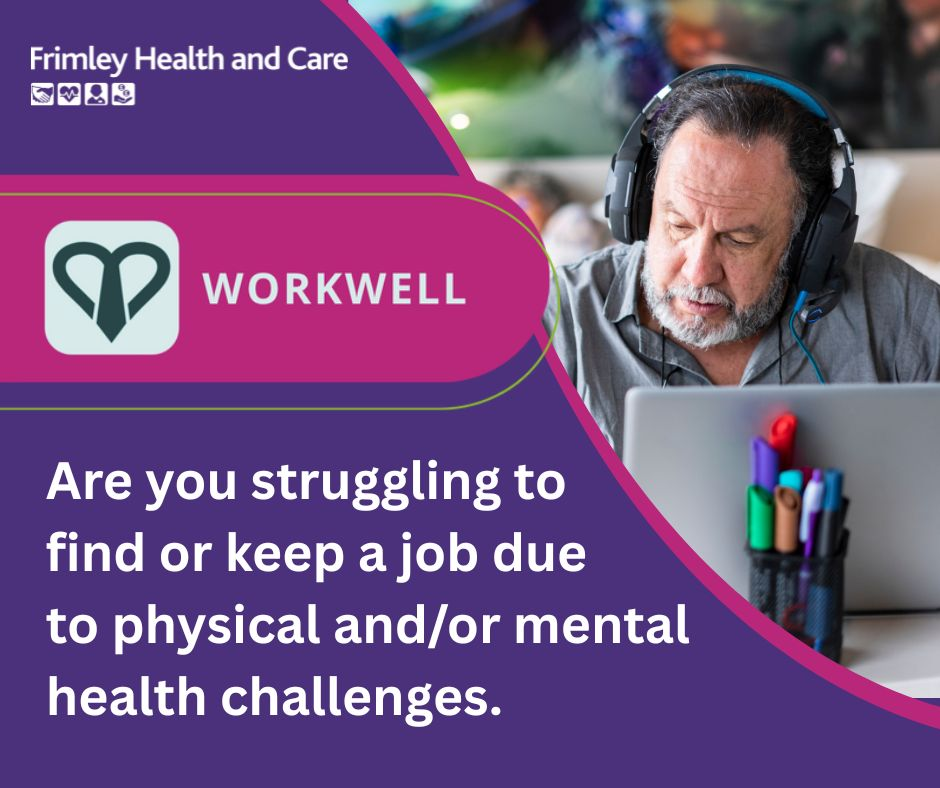 Frimley Health and Care
WORKWELL
Are you struggling to
find or keep a job due
to physical and/or mental
health challenges.